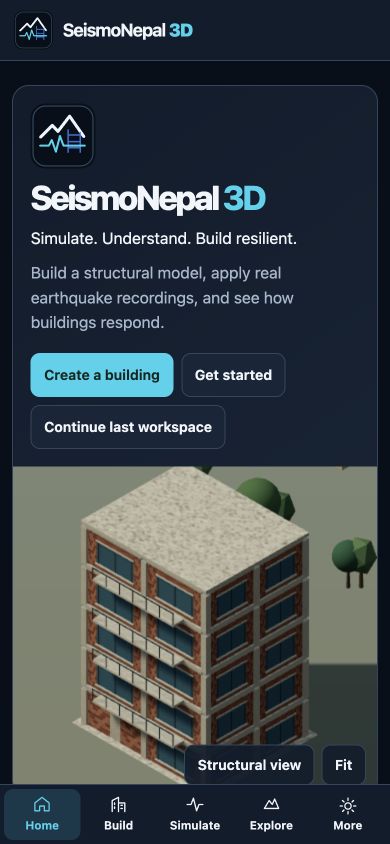 SeismoNepal 3D
SeismoNepal 3D
Simulate. Understand. Build resilient.
Build a structural model, apply real
earthquake recordings, and see how
buildings respond.
Create a building
Get started
Continue last workspace
Structural view
Fit
Home
Build
Simulate
Explore
More